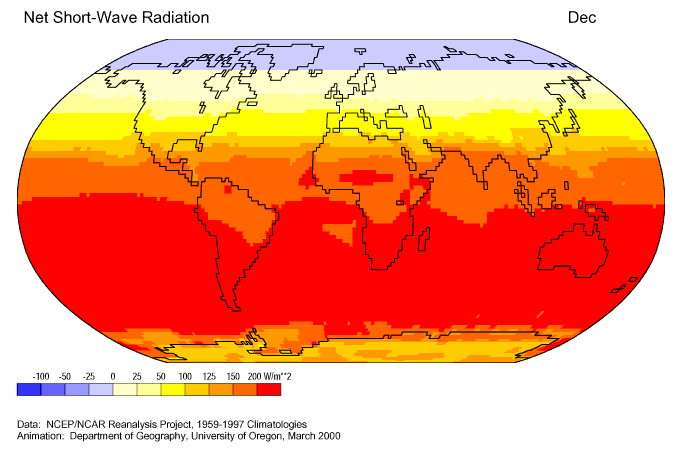 Net Short-Wave Radiation
Dec
-100 -50 -25 0 25 50 100 125 150 200 W/m**2
Data: NCEP/NCAR Reanalysis Project, 1959-1997 Climatologies
Animation: Department of Geography, University of Oregon, March 2000